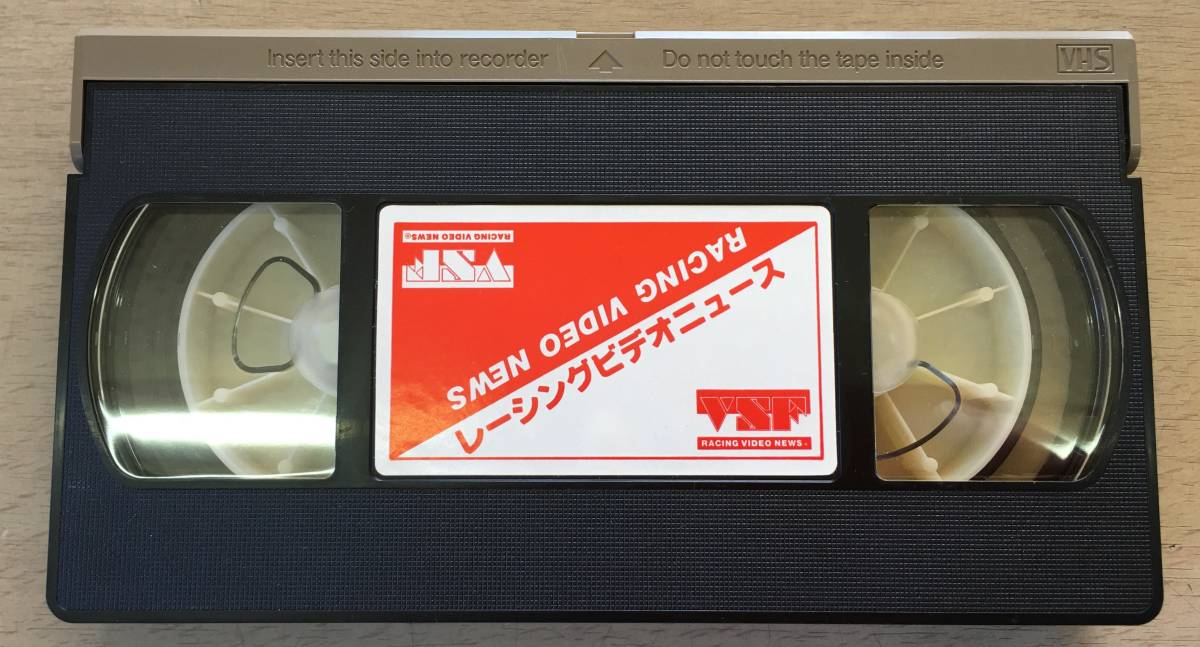 Insert this side into recorder
Do not touch the tape inside
VHS
RACING VIDEO NEWS®
VSF
RACING VIDEO NEWS
レーシングビデオニュース
VSF
RACING VIDEO NEWS